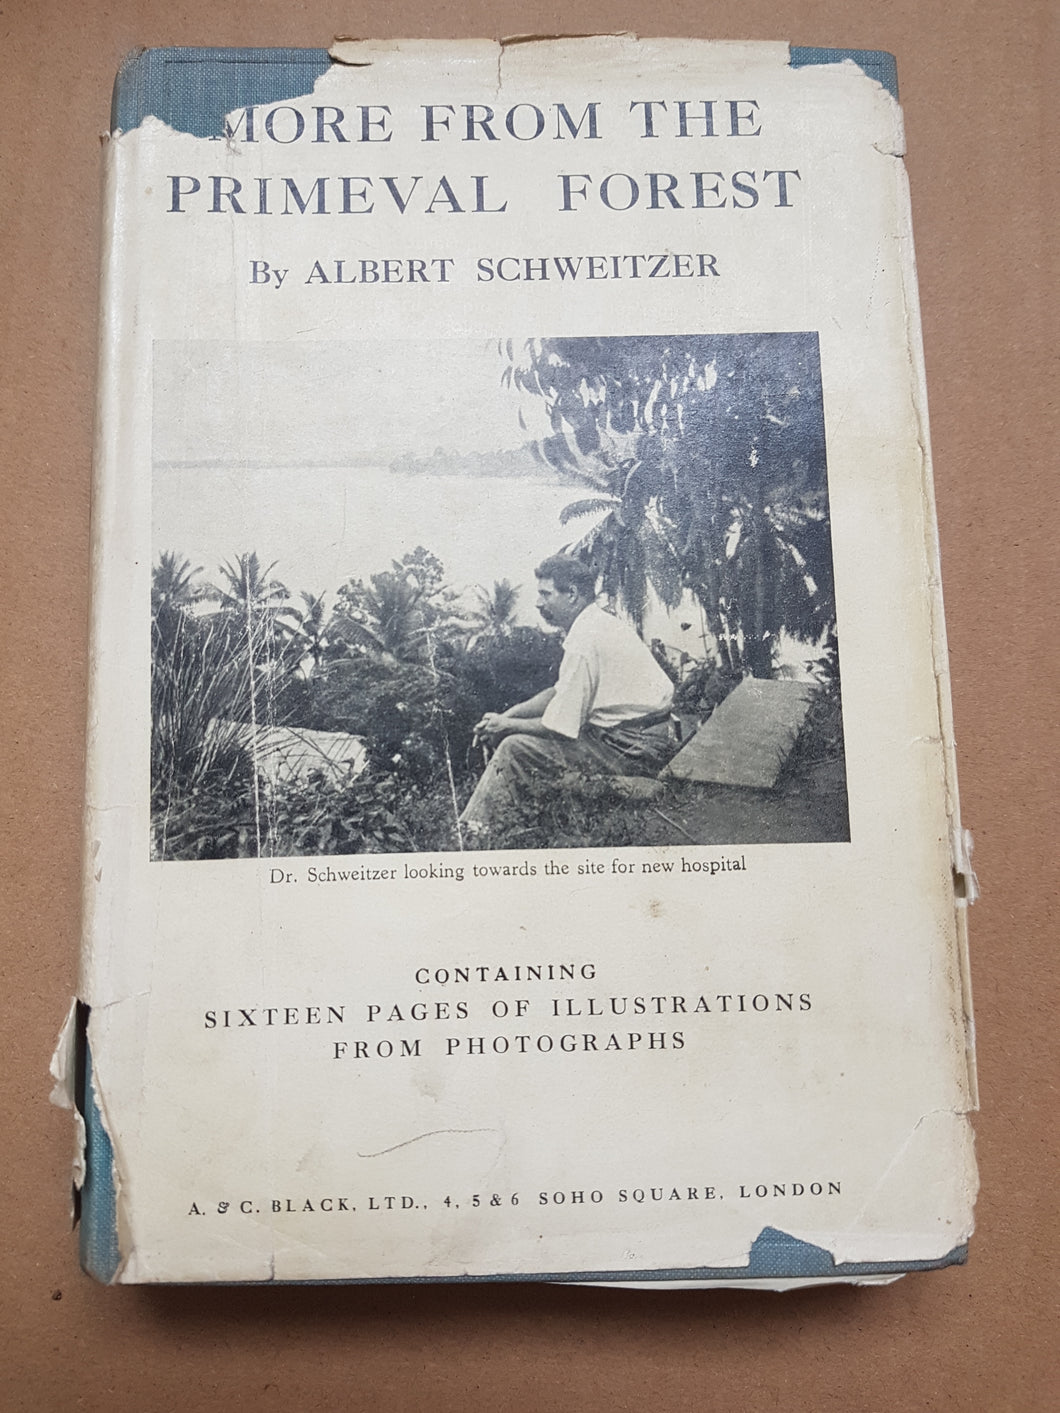 MORE FROM THE
PRIMEVAL FOREST
By ALBERT SCHWEITZER
Dr. Schweitzer looking towards the site for new hospital
CONTAINING
SIXTEEN PAGES OF ILLUSTRATIONS
FROM PHOTOGRAPHS
A. & C. BLACK, LTD., 4, 5 & 6 SOHO SQUARE, LONDON